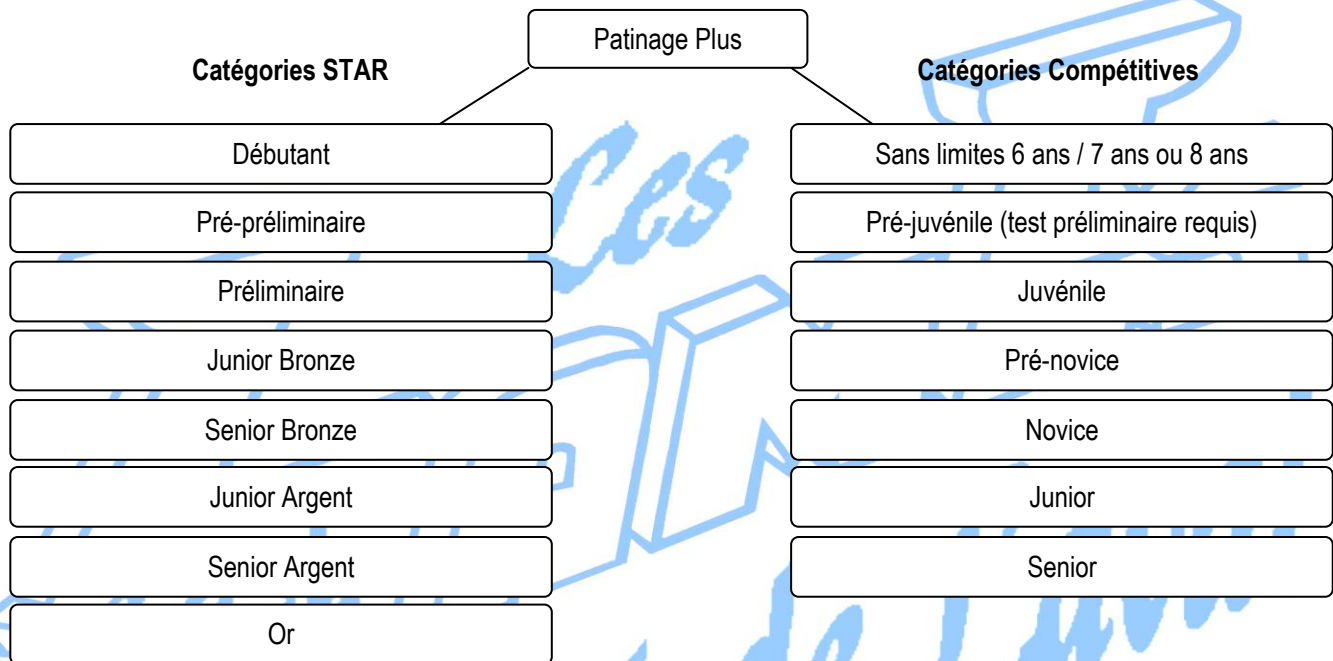 Patinage Plus
Catégories STAR
Débutant
Pré-préliminaire
Préliminaire
Junior Bronze
Senior Bronze
Junior Argent
Senior Argent
Or
Catégories Compétitives
Sans limites 6 ans / 7 ans ou 8 ans
Pré-juvénile (test préliminaire requis)
Juvénile
Pré-novice
Novice
Junior
Senior
Ces
de